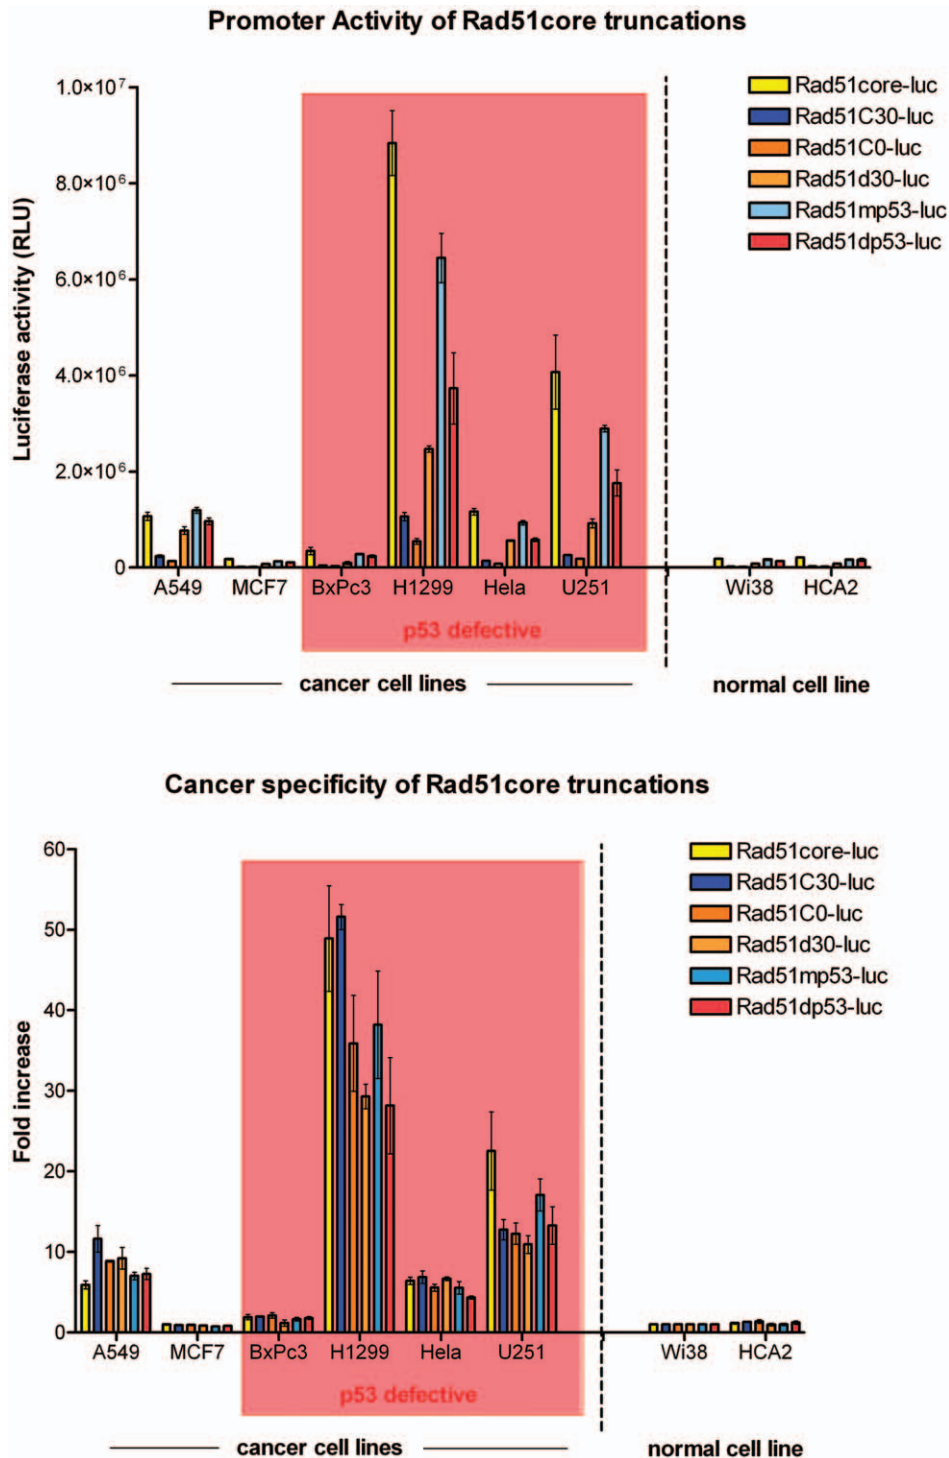 Promoter Activity of Rad51core truncations
Luciferase activity (RLU)
1.0×10⁷
8.0×10⁶
6.0×10⁶
4.0×10⁶
2.0×10⁶
0
Rad51core-luc
Rad51C30-luc
Rad51C0-luc
Rad51d30-luc
Rad51mp53-luc
Rad51dp53-luc
A549 MCF7 BxPc3 H1299 Hela U251 Wi38 HCA2
p53 defective
cancer cell lines normal cell line
Cancer specificity of Rad51core truncations
Fold increase
60
50
40
30
20
10
0
Rad51core-luc
Rad51C30-luc
Rad51C0-luc
Rad51d30-luc
Rad51mp53-luc
Rad51dp53-luc
A549 MCF7 BxPc3 H1299 Hela U251 Wi38 HCA2
p53 defective
cancer cell lines normal cell line